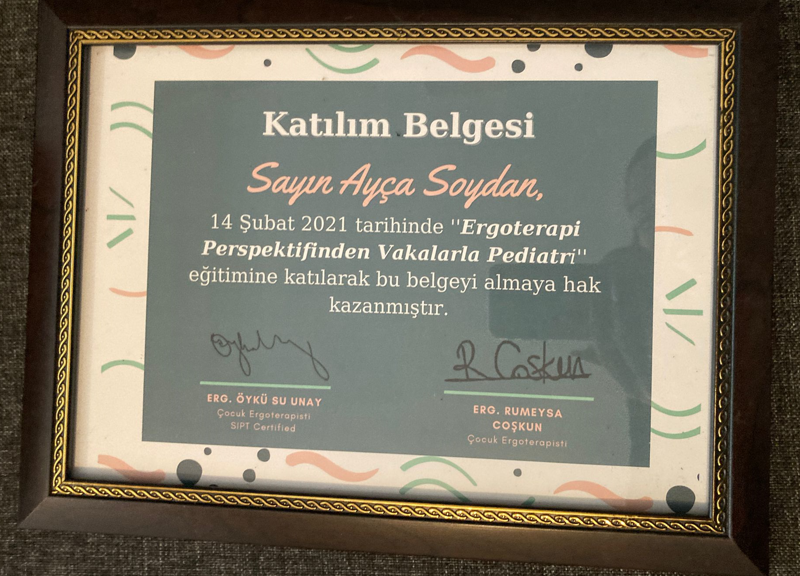 Katılım Belgesi
Sayın Ayça Soydan,
14 Şubat 2021 tarihinde "Ergoterapi
Perspektifinden Vakalarla Pediatri"
eğitimine katılarak bu belgeyi almaya hak
kazanmıştır.
R Coşkun
ERG. ÖYKÜ SU UNAY
Çocuk Ergoterapisti
SIPT Certified
ERG. RUMEYSA
COŞKUN
Çocuk Ergoterapisti